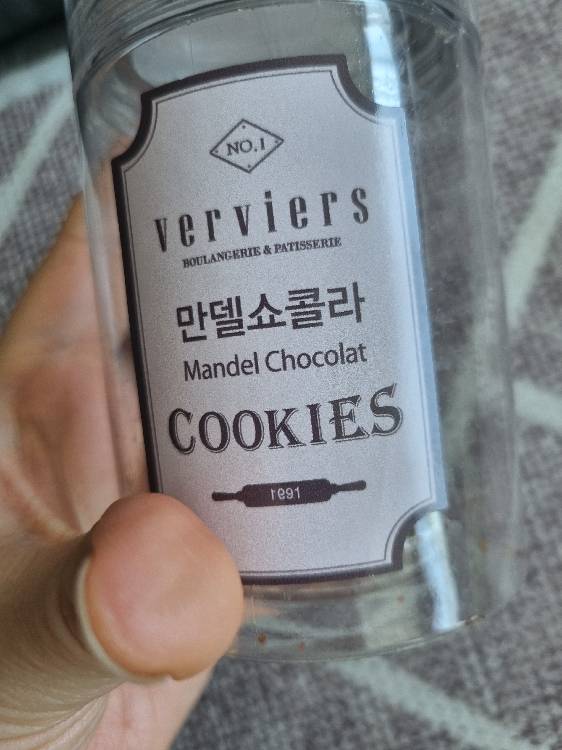 NO.1
verviers
BOULANGERIE & PATISSERIE
만델쇼콜라
Mandel Chocolat
COOKIES
1991